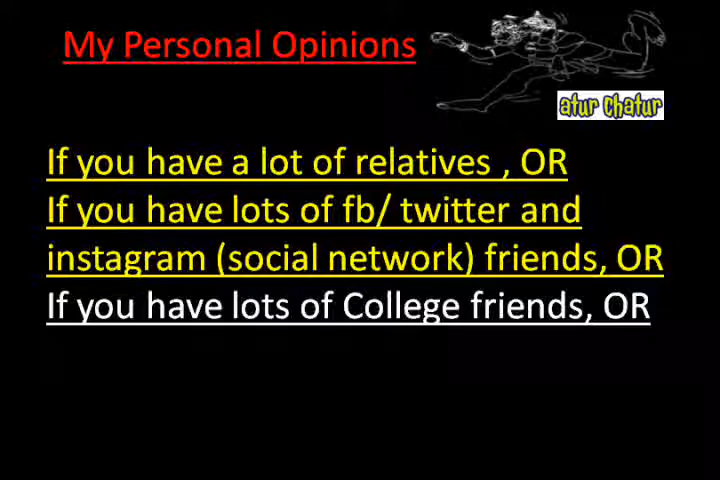 My Personal Opinions
atur chatur
If you have a lot of relatives , OR
If you have lots of fb/ twitter and
instagram (social network) friends, OR
If you have lots of College friends, OR